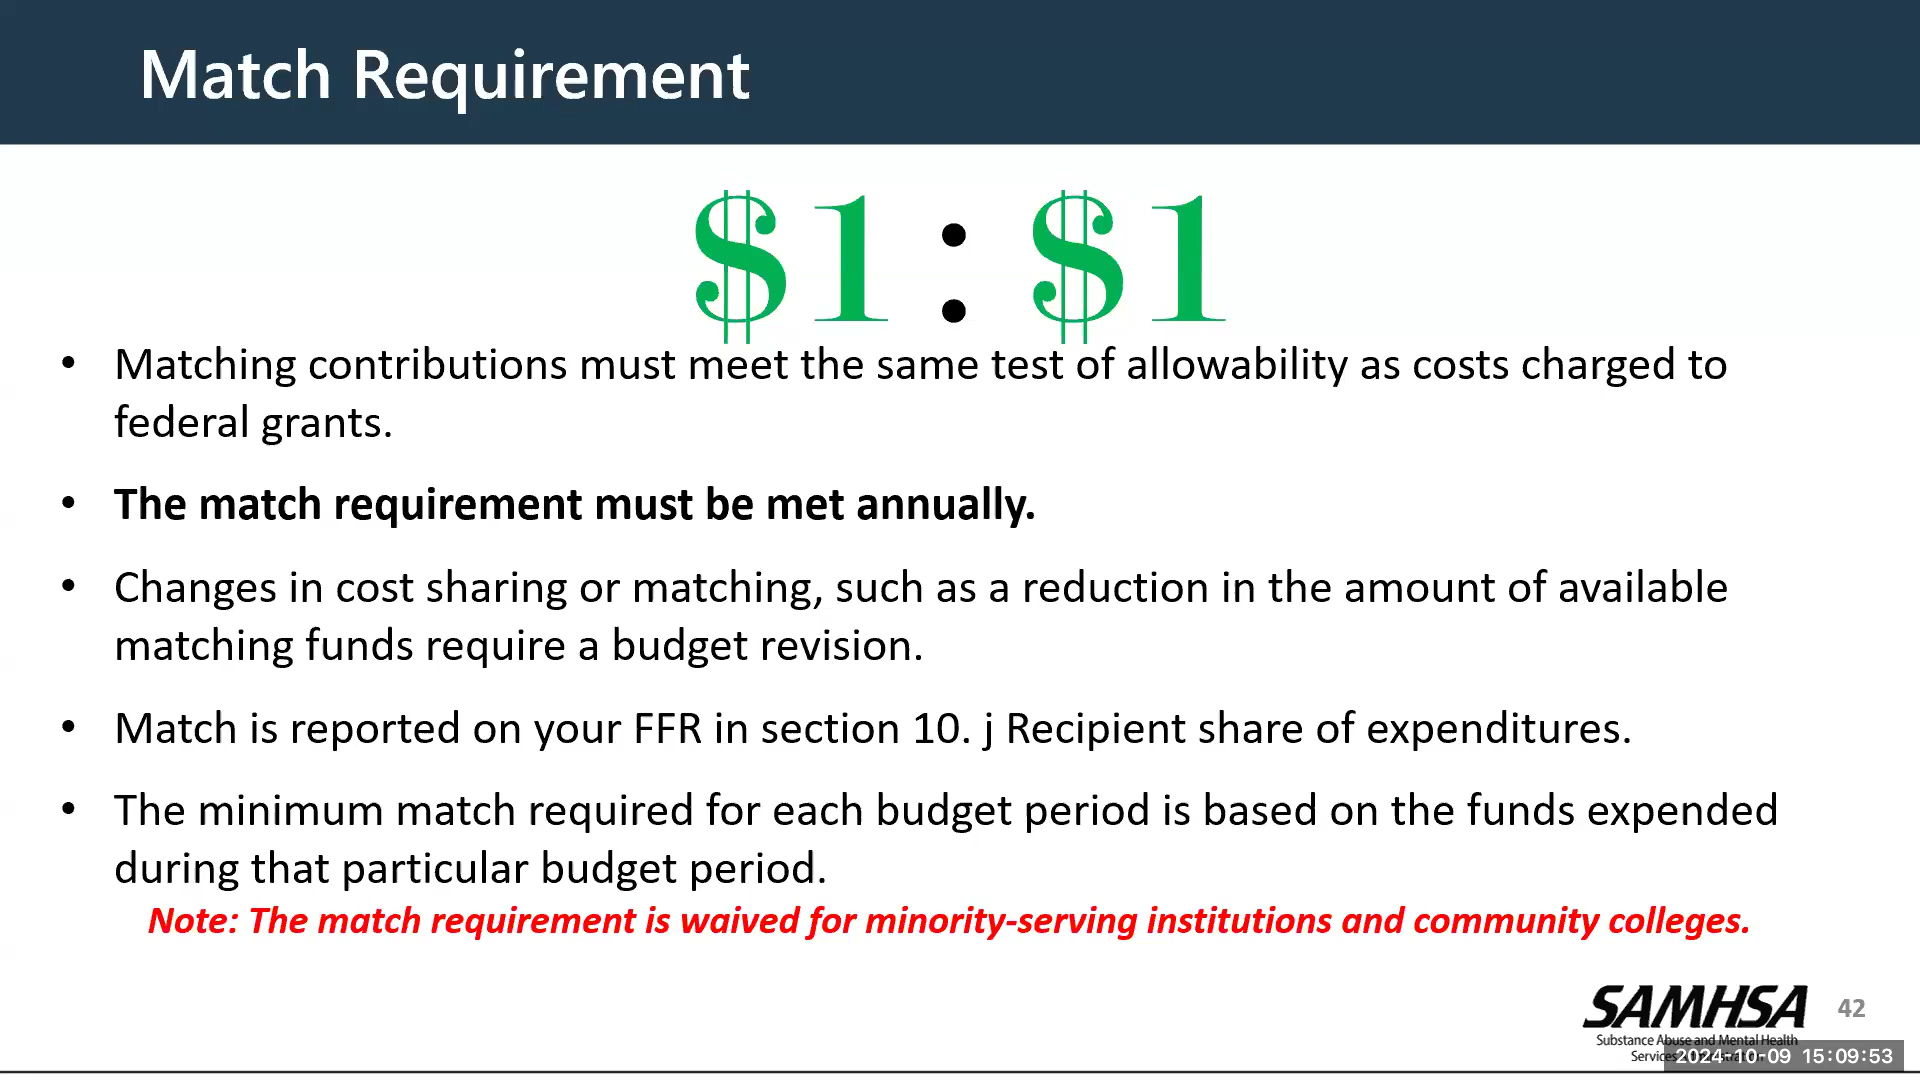 Match Requirement
$1 : $1
• Matching contributions must meet the same test of allowability as costs charged to
federal grants.
• The match requirement must be met annually.
• Changes in cost sharing or matching, such as a reduction in the amount of available
matching funds require a budget revision.
• Match is reported on your FFR in section 10. j Recipient share of expenditures.
• The minimum match required for each budget period is based on the funds expended
during that particular budget period.
Note: The match requirement is waived for minority-serving institutions and community colleges.
SAMHSA
42
Substance Abuse and Mental Health
Services
2024-10-09 15:09:53